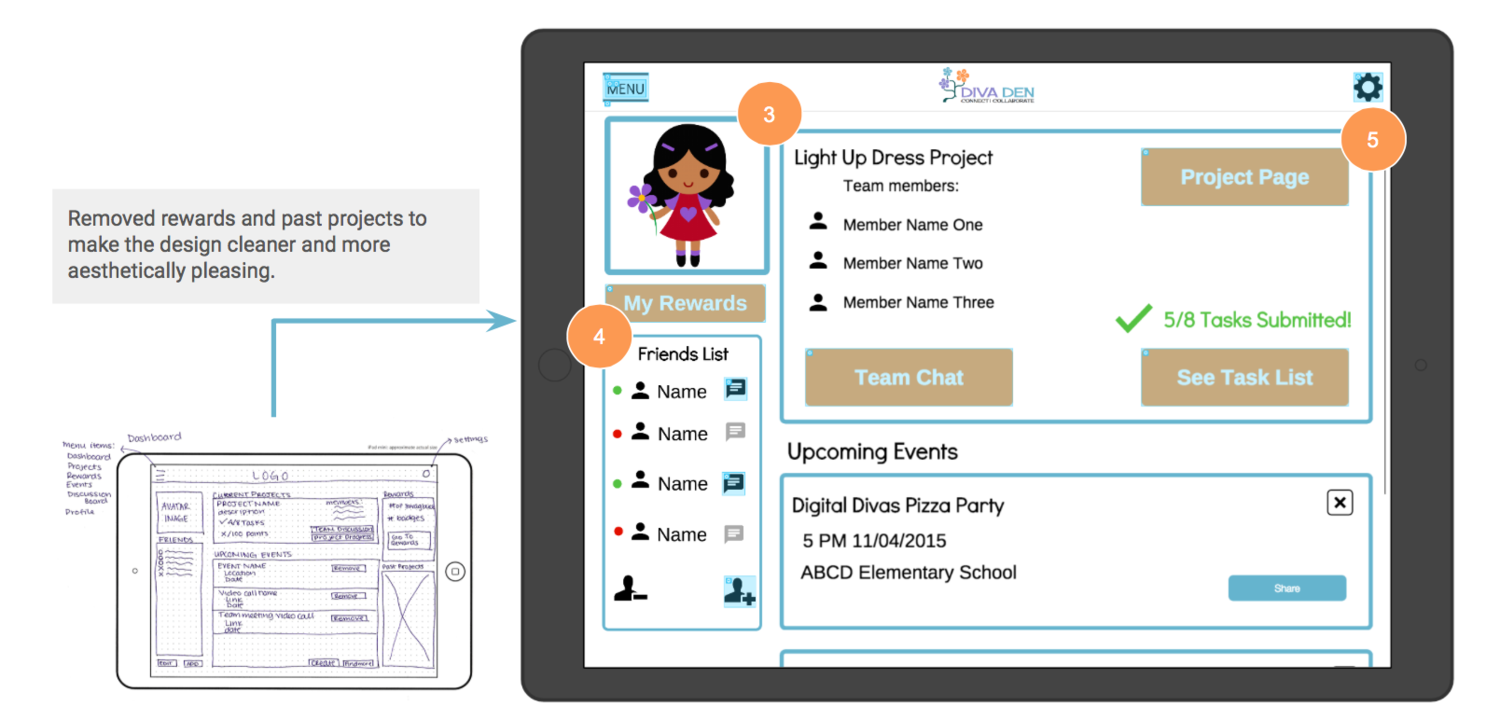 Removed rewards and past projects to
make the design cleaner and more
aesthetically pleasing.
MENU
DIVA DEN
CONNECT | COLLABORATE
3
5
Light Up Dress Project
Team members:
Member Name One
Member Name Two
Member Name Three
Project Page
5/8 Tasks Submitted!
Team Chat
See Task List
My Rewards
4
Friends List
Name
Name
Name
Name
Upcoming Events
Digital Divas Pizza Party
5 PM 11/04/2015
ABCD Elementary School
Share
Dashboard
Menu items:
Dashboard
Projects
Rewards
Events
Discussion
Board
Profile
settings
LOGO
AVATAR
IMAGE
FRIENDS
CURRENT PROJECTS
PROJECT NAME
description
✓4/8 Tasks
X/100 points
members:
Team Discussion
Project Progress
Rewards
# badges
Go To
Rewards
Past Projects
UPCOMING EVENTS
EVENT NAME
Location
Date
Remove
Video call name
Link
Date
Remove
Team meeting video call
Link
date
Remove
EDIT
ADD
Create
Find more